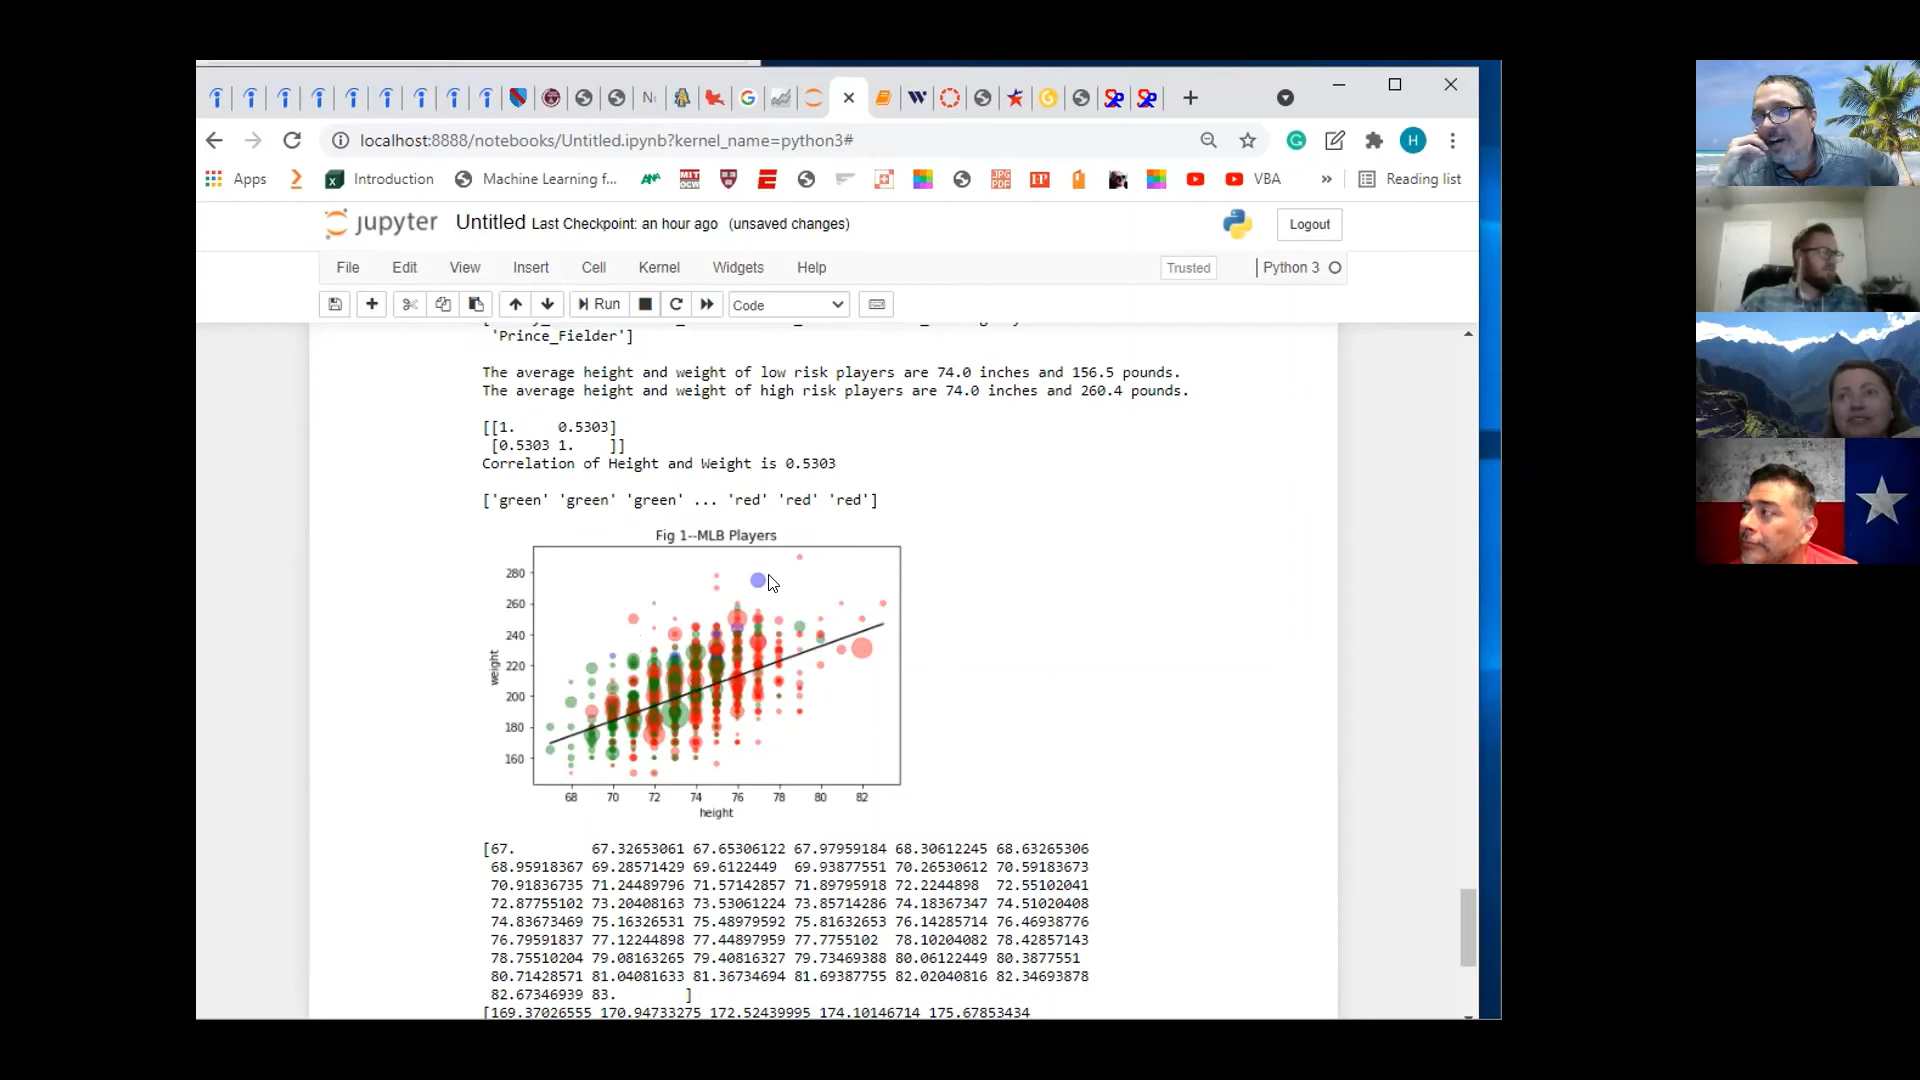 localhost:8888/notebooks/Untitled.ipynb?kernel_name=python3#
H
Apps
Introduction
Machine Learning f...
VBA
»
Reading list
jupyter Untitled Last Checkpoint: an hour ago (unsaved changes)
Logout
File Edit View Insert Cell Kernel Widgets Help
Trusted
Python 3
Run
Code
'Prince_Fielder']
The average height and weight of low risk players are 74.0 inches and 156.5 pounds.
The average height and weight of high risk players are 74.0 inches and 260.4 pounds.
[[1. 0.5303]
[0.5303 1. ]]
Correlation of Height and Weight is 0.5303
['green' 'green' 'green' ... 'red' 'red' 'red']
Fig 1--MLB Players
280
260
240
220
200
180
160
weight
68 70 72 74 76 78 80 82
height
[67. 67.32653061 67.65306122 67.97959184 68.30612245 68.63265306
68.95918367 69.28571429 69.6122449 69.93877551 70.26530612 70.59183673
70.91836735 71.24489796 71.57142857 71.89795918 72.2244898 72.55102041
72.87755102 73.20408163 73.53061224 73.85714286 74.18367347 74.51020408
74.83673469 75.16326531 75.48979592 75.81632653 76.14285714 76.46938776
76.79591837 77.12244898 77.44897959 77.7755102 78.10204082 78.42857143
78.75510204 79.08163265 79.40816327 79.73469388 80.06122449 80.3877551
80.71428571 81.04081633 81.36734694 81.69387755 82.02040816 82.34693878
82.67346939 83. ]
[169.37026555 170.94733275 172.52439995 174.10146714 175.67853434